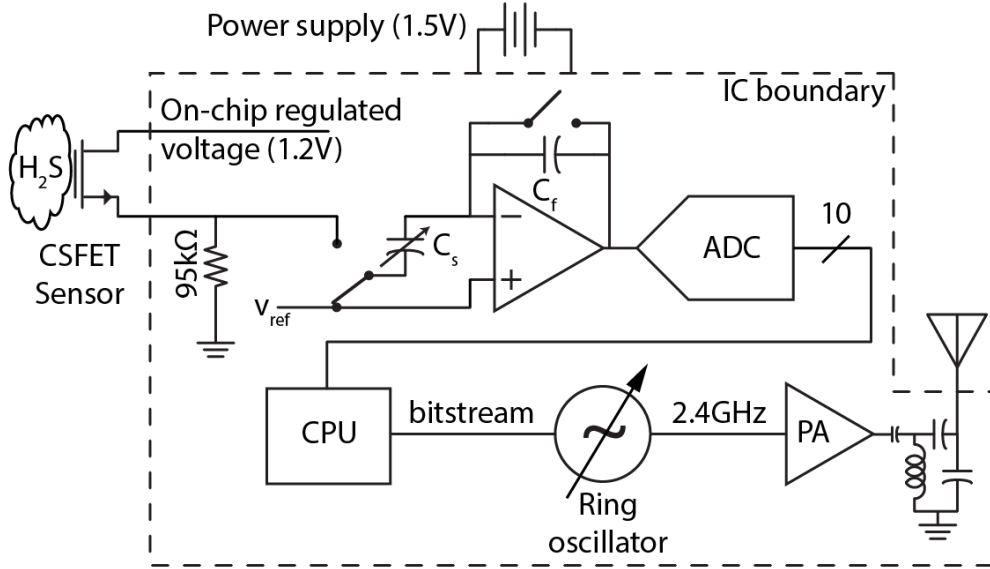 Power supply (1.5V)
IC boundary
On-chip regulated
voltage (1.2V)
H2S
CSFET
Sensor
95kΩ
Cf
Cs
−
+
vref
ADC
10
CPU
bitstream
~
2.4GHz
PA
Ring
oscillator